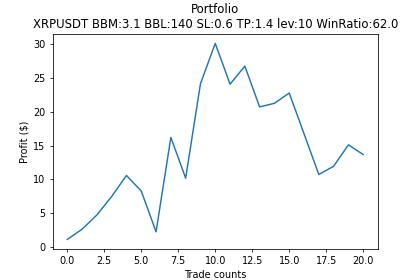 Portfolio
XRPUSDT BBM:3.1 BBL:140 SL:0.6 TP:1.4 lev:10 WinRatio:62.0
Profit ($)
30
25
20
15
10
5
0
0.0 2.5 5.0 7.5 10.0 12.5 15.0 17.5 20.0
Trade counts